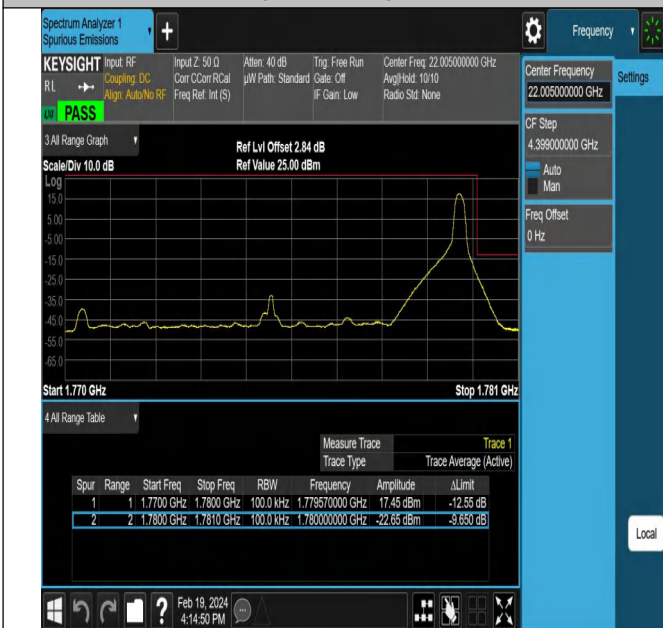 Spectrum Analyzer 1
Spurious Emissions
+
Frequency
KEYSIGHT
RL
PASS
Input: RF
Coupling: DC
Align: Auto/No RF
Input Z: 50 Ω
Corr CCorr RCal
Freq Ref: Int (S)
Atten: 40 dB
µW Path: Standard
Trig: Free Run
Gate: Off
IF Gain: Low
Center Freq: 22.005000000 GHz
Avg|Hold: 10/10
Radio Std: None
Center Frequency
22.005000000 GHz
Settings
CF Step
4.399000000 GHz
Auto
Man
Freq Offset
0 Hz
3 All Range Graph
Ref Lvl Offset 2.84 dB
Scale/Div 10.0 dB
Ref Value 25.00 dBm
Log
15.0
5.00
-5.00
-15.0
-25.0
-35.0
-45.0
-55.0
-65.0
Start 1.770 GHz
Stop 1.781 GHz
4 All Range Table
Measure Trace Trace 1
Trace Type Trace Average (Active)
Spur Range Start Freq Stop Freq RBW Frequency Amplitude ΔLimit
1 1 1.7700 GHz 1.7800 GHz 100.0 kHz 1.779570000 GHz 17.45 dBm -12.55 dB
2 2 1.7800 GHz 1.7810 GHz 100.0 kHz 1.780000000 GHz -22.65 dBm -9.650 dB
Local
?
Feb 19, 2024
4:14:50 PM